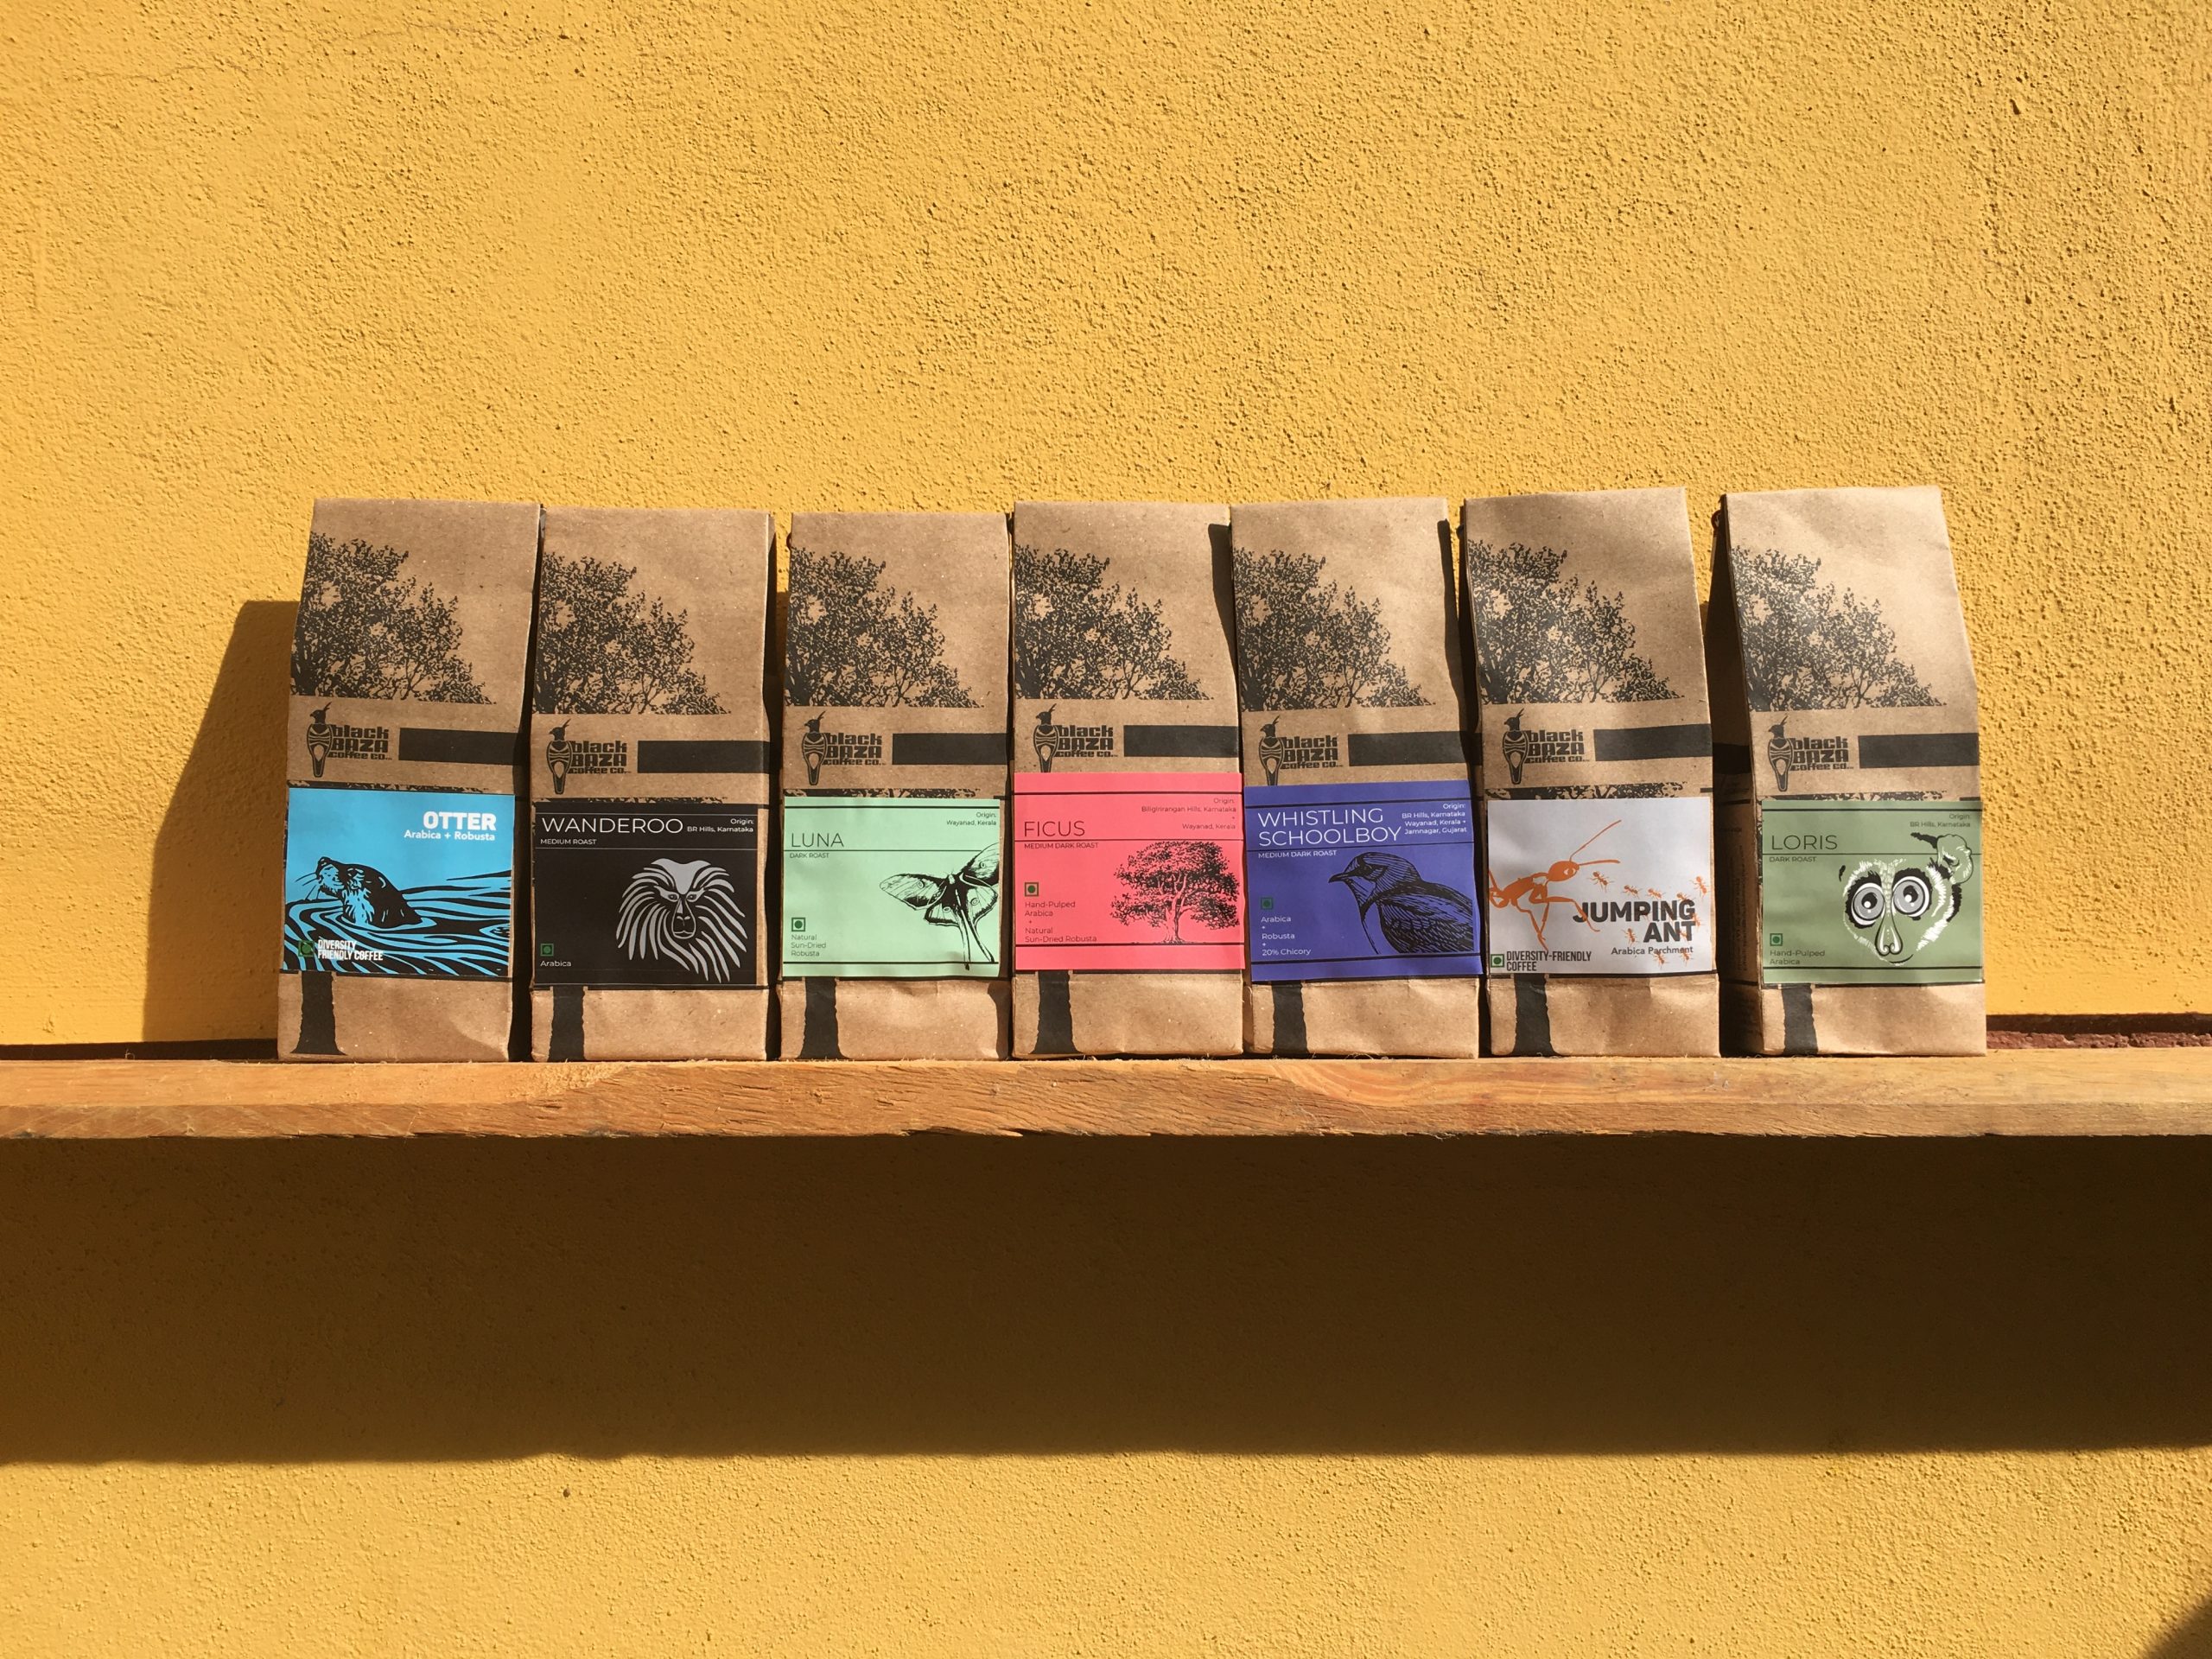 black
BAZA
coffee co.
OTTER
Arabica + Robusta
DIVERSITY
FRIENDLY COFFEE
black
BAZA
coffee co.
WANDEROO
Origin:
BR Hills, Karnataka
MEDIUM ROAST
Arabica
black
BAZA
coffee co.
Origin:
Wayanad, Kerala
LUNA
DARK ROAST
Natural
Sun-Dried
Robusta
black
BAZA
coffee co.
Origin:
Biligirirangan Hills, Karnataka
+
Wayanad, Kerala
FICUS
MEDIUM DARK ROAST
Hand-Pulped
Arabica
+
Natural
Sun-Dried Robusta
black
BAZA
coffee co.
WHISTLING
SCHOOLBOY
Origin:
BR Hills, Karnataka
Wayanad, Kerala +
Jamnagar, Gujarat
MEDIUM DARK ROAST
Arabica
+
Robusta
+
20% Chicory
black
BAZA
coffee co.
JUMPING
ANT
Arabica Parchment
DIVERSITY-FRIENDLY
COFFEE
black
BAZA
coffee co.
Origin:
BR Hills, Karnataka
LORIS
DARK ROAST
Hand-Pulped
Arabica